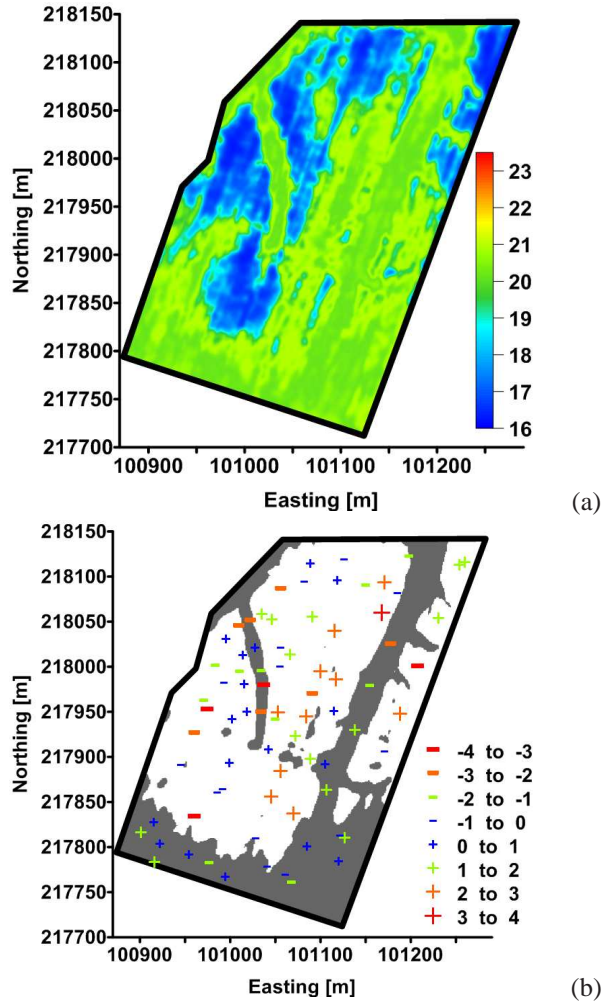 218150
218100
218050
218000
217950
217900
217850
217800
217750
217700
Northing [m]
23
22
21
20
19
18
17
16
100900 101000 101100 101200
Easting [m]
(a)
218150
218100
218050
218000
217950
217900
217850
217800
217750
217700
Northing [m]
-4 to -3
-3 to -2
-2 to -1
-1 to 0
0 to 1
1 to 2
2 to 3
3 to 4
100900 101000 101100 101200
Easting [m]
(b)